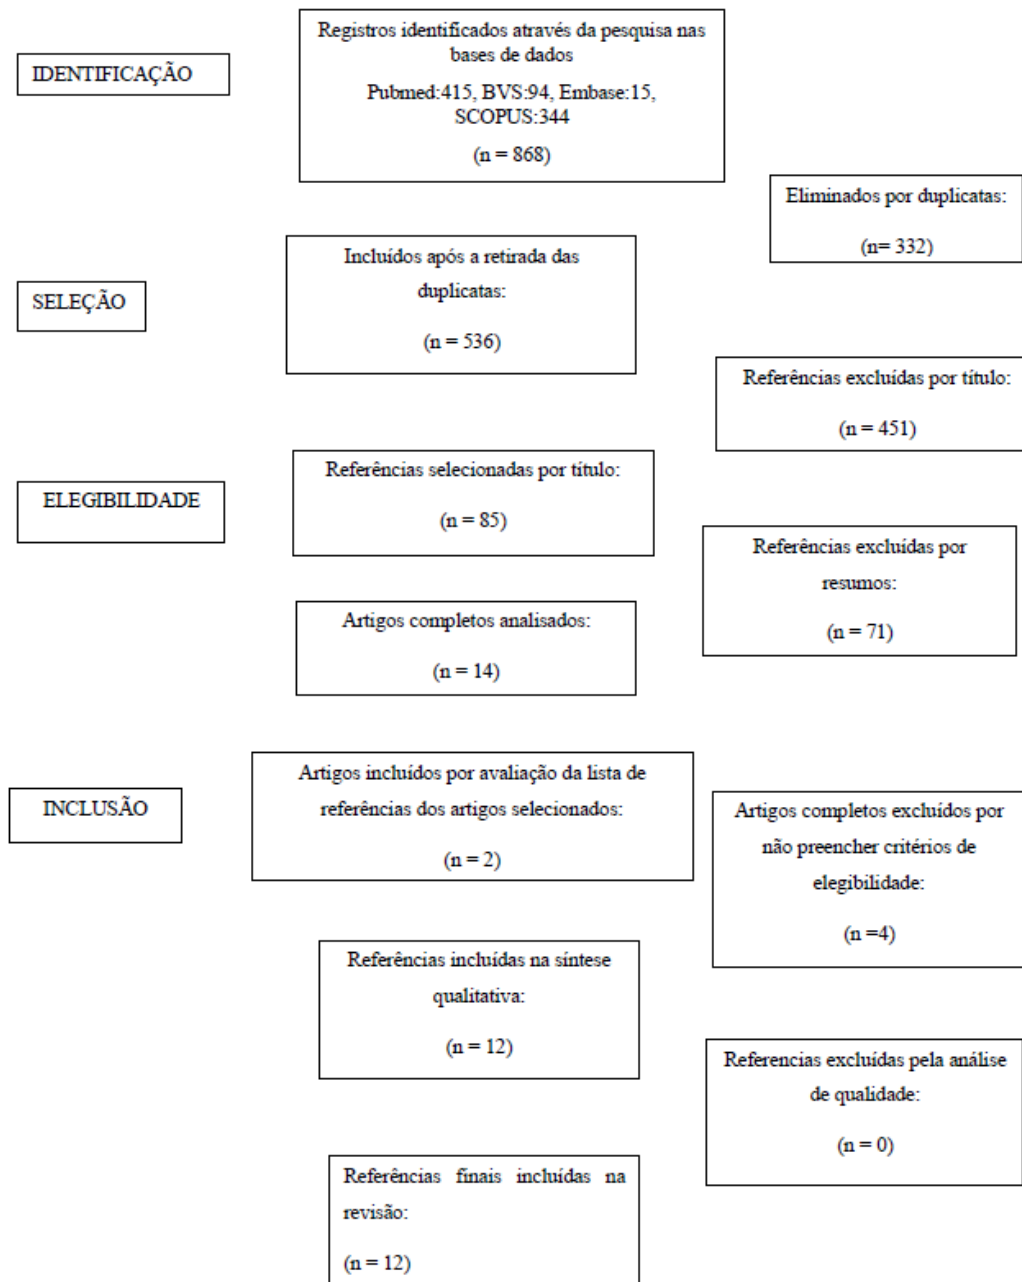 Registros identificados através da pesquisa nas
bases de dados
IDENTIFICAÇÃO
Pubmed:415, BVS:94, Embase:15,
SCOPUS:344
(n = 868)
Eliminados por duplicatas:
(n= 332)
Incluídos após a retirada das
duplicatas:
(n = 536)
SELEÇÃO
Referências excluídas por título:
(n = 451)
Referências selecionadas por título:
(n = 85)
ELEGIBILIDADE
Referências excluídas por
resumos:
(n = 71)
Artigos completos analisados:
(n = 14)
Artigos incluídos por avaliação da lista de
referências dos artigos selecionados:
(n = 2)
INCLUSÃO
Artigos completos excluídos por
não preencher critérios de
elegibilidade:
(n =4)
Referências incluídas na síntese
qualitativa:
(n = 12)
Referencias excluídas pela análise
de qualidade:
(n = 0)
Referências finais incluídas na
revisão:
(n = 12)